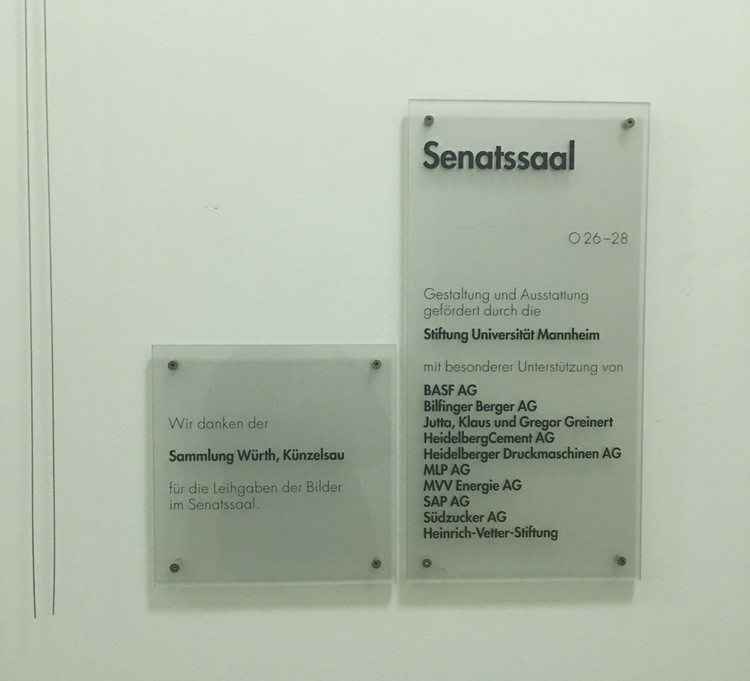 Senatssaal
O 26–28
Gestaltung und Ausstattung
gefördert durch die
Stiftung Universität Mannheim
mit besonderer Unterstützung von
BASF AG
Bilfinger Berger AG
Jutta, Klaus und Gregor Greinert
HeidelbergCement AG
Heidelberger Druckmaschinen AG
MLP AG
MVV Energie AG
SAP AG
Südzucker AG
Heinrich-Vetter-Stiftung
Wir danken der
Sammlung Würth, Künzelsau
für die Leihgaben der Bilder
im Senatssaal.